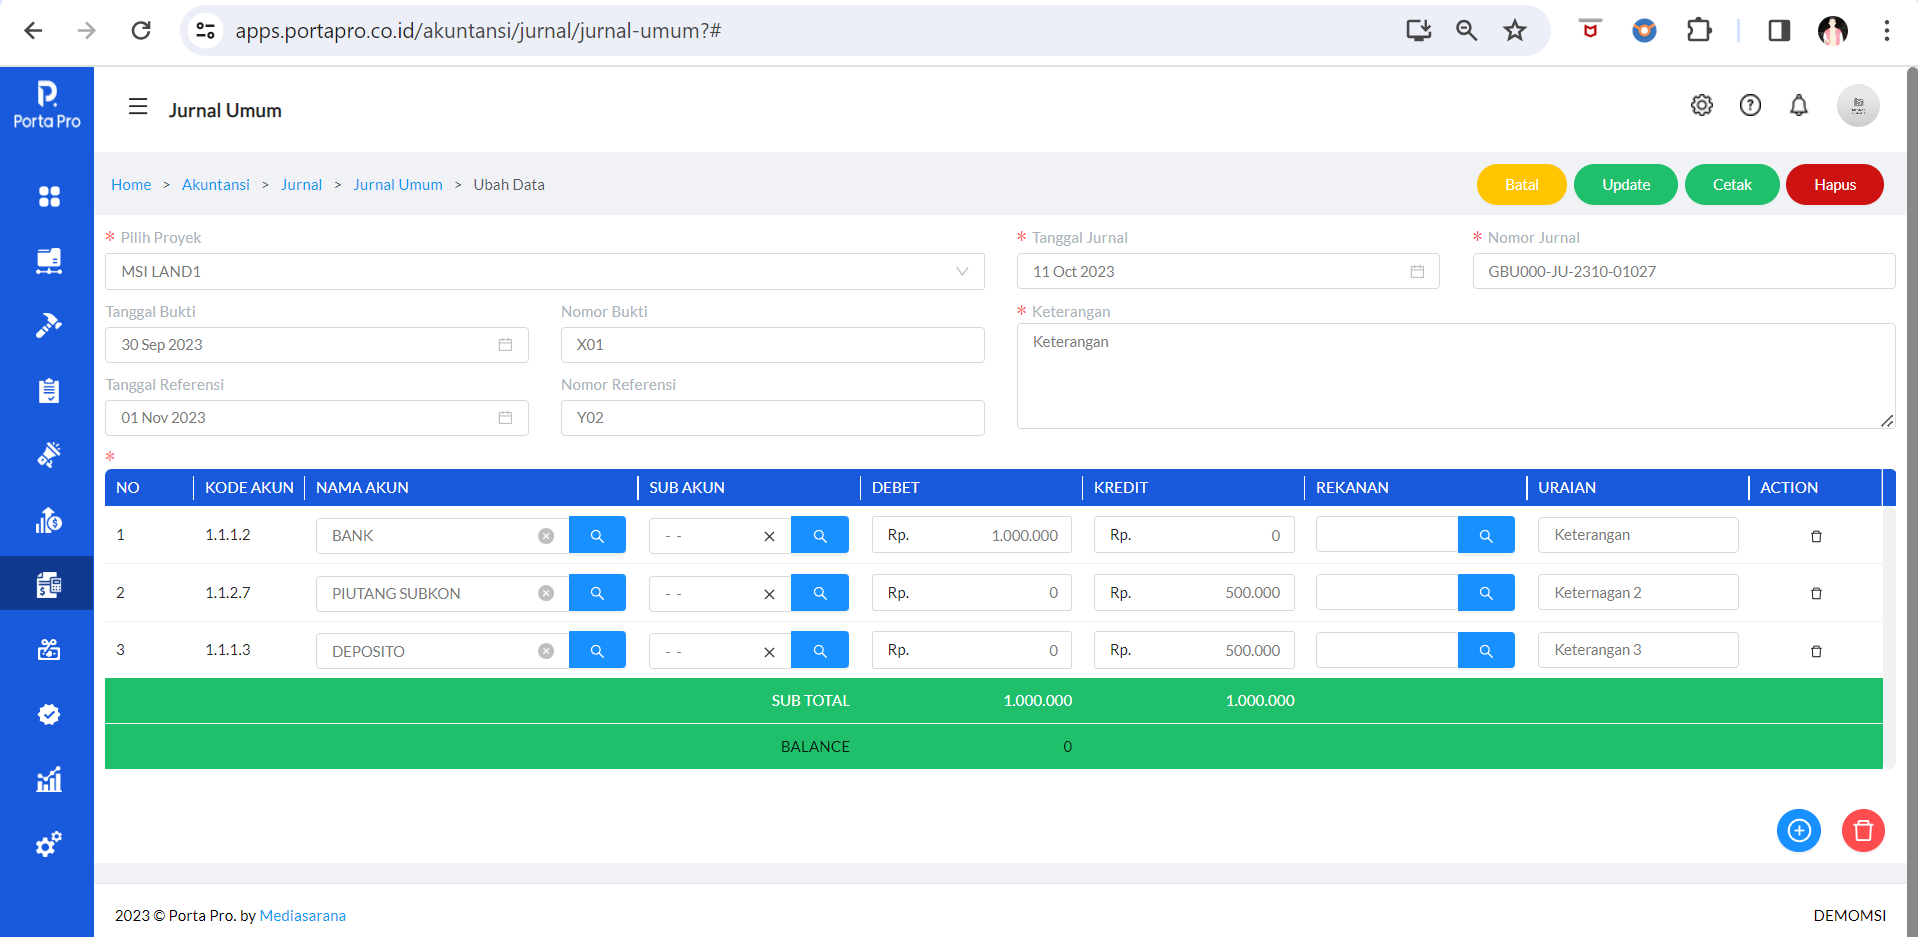 apps.portapro.co.id/akuntansi/jurnal/jurnal-umum?#
Porta Pro
Jurnal Umum
Home > Akuntansi > Jurnal > Jurnal Umum > Ubah Data
Batal Update Cetak Hapus
* Pilih Proyek
MSI LAND1
* Tanggal Jurnal
11 Oct 2023
* Nomor Jurnal
GBU000-JU-2310-01027
Tanggal Bukti
30 Sep 2023
Nomor Bukti
X01
* Keterangan
Keterangan
Tanggal Referensi
01 Nov 2023
Nomor Referensi
Y02
*
NO KODE AKUN NAMA AKUN SUB AKUN DEBET KREDIT REKANAN URAIAN ACTION
1 1.1.1.2 BANK - - Rp. 1.000.000 Rp. 0 Keterangan
2 1.1.2.7 PIUTANG SUBKON - - Rp. 0 Rp. 500.000 Keternagan 2
3 1.1.1.3 DEPOSITO - - Rp. 0 Rp. 500.000 Keterangan 3
SUB TOTAL 1.000.000 1.000.000
BALANCE 0
2023 © Porta Pro. by Mediasarana
DEMOMSI